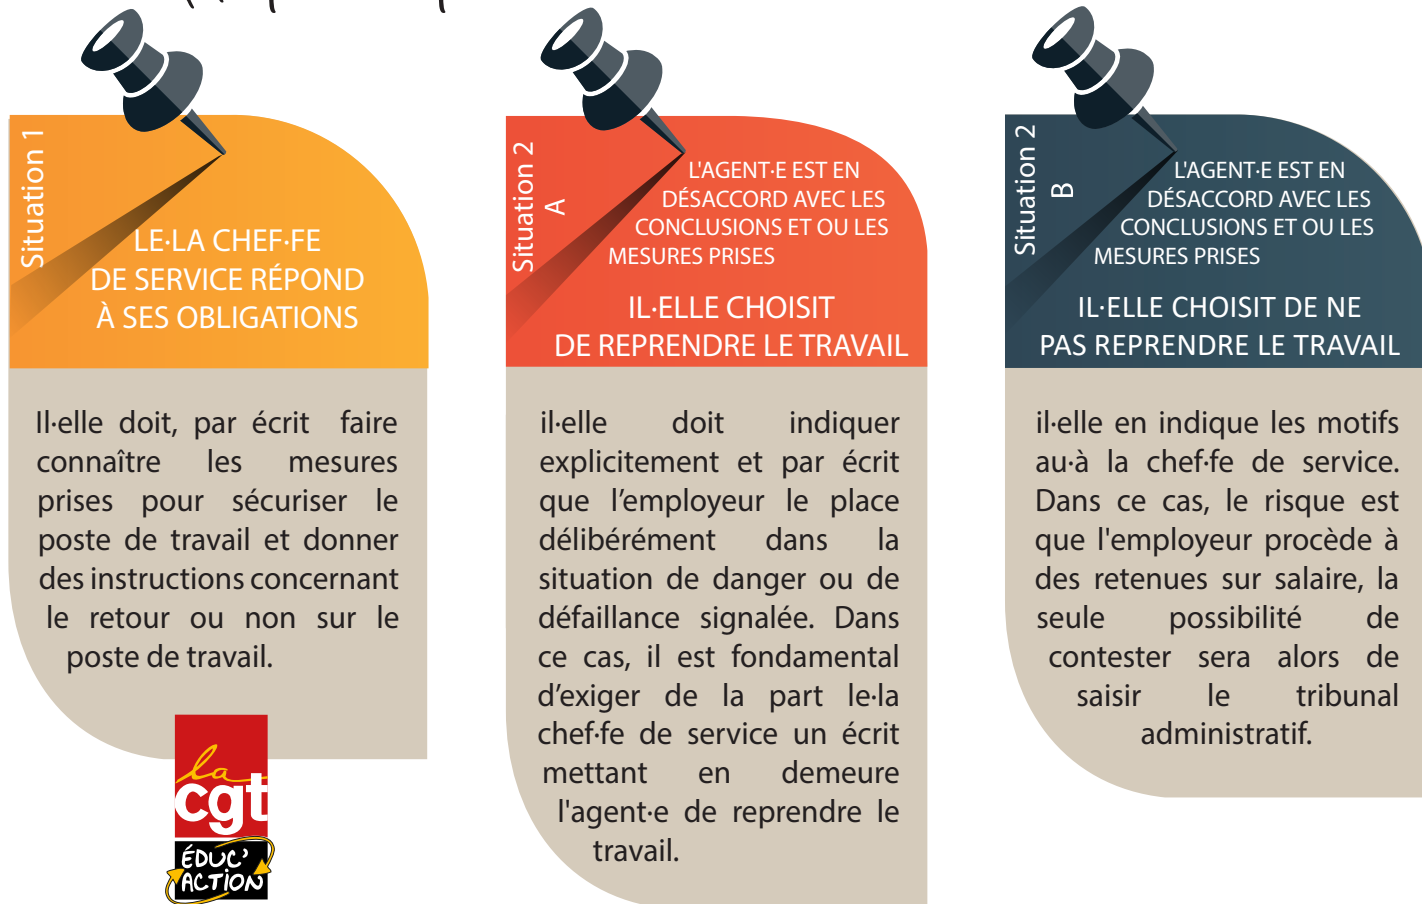 Situation 1
LE·LA CHEF·FE
DE SERVICE RÉPOND
À SES OBLIGATIONS
Il·elle doit, par écrit faire
connaître les mesures
prises pour sécuriser le
poste de travail et donner
des instructions concernant
le retour ou non sur le
poste de travail.
la
cgt
ÉDUC'
ACTION
Situation 2
A
L'AGENT·E EST EN
DÉSACCORD AVEC LES
CONCLUSIONS ET OU LES
MESURES PRISES
IL·ELLE CHOISIT
DE REPRENDRE LE TRAVAIL
il·elle doit indiquer
explicitement et par écrit
que l’employeur le place
délibérément dans la
situation de danger ou de
défaillance signalée. Dans
ce cas, il est fondamental
d'exiger de la part le·la
chef·fe de service un écrit
mettant en demeure
l'agent·e de reprendre le
travail.
Situation 2
B
L'AGENT·E EST EN
DÉSACCORD AVEC LES
CONCLUSIONS ET OU LES
MESURES PRISES
IL·ELLE CHOISIT DE NE
PAS REPRENDRE LE TRAVAIL
il·elle en indique les motifs
au·à la chef·fe de service.
Dans ce cas, le risque est
que l'employeur procède à
des retenues sur salaire, la
seule possibilité de
contester sera alors de
saisir le tribunal
administratif.